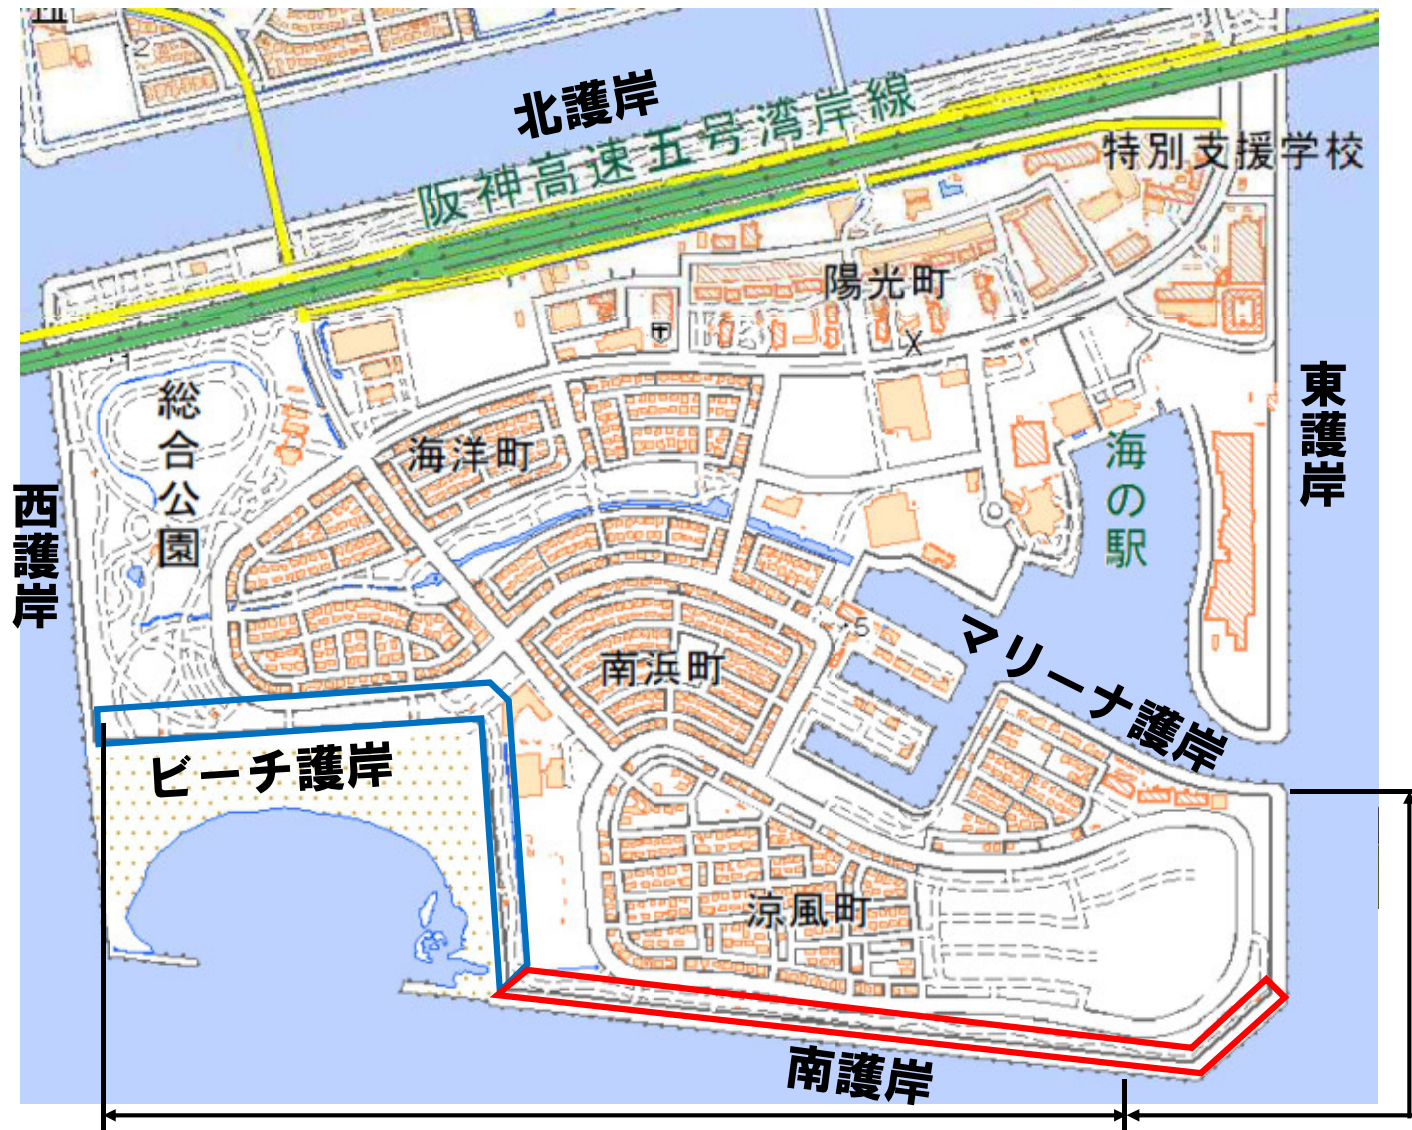 北護岸
阪神高速五号湾岸線
特別支援学校
陽光町
総合公園
海洋町
東護岸
海の駅
西護岸
南浜町
マリーナ護岸
ビーチ護岸
涼風町
南護岸
2
5